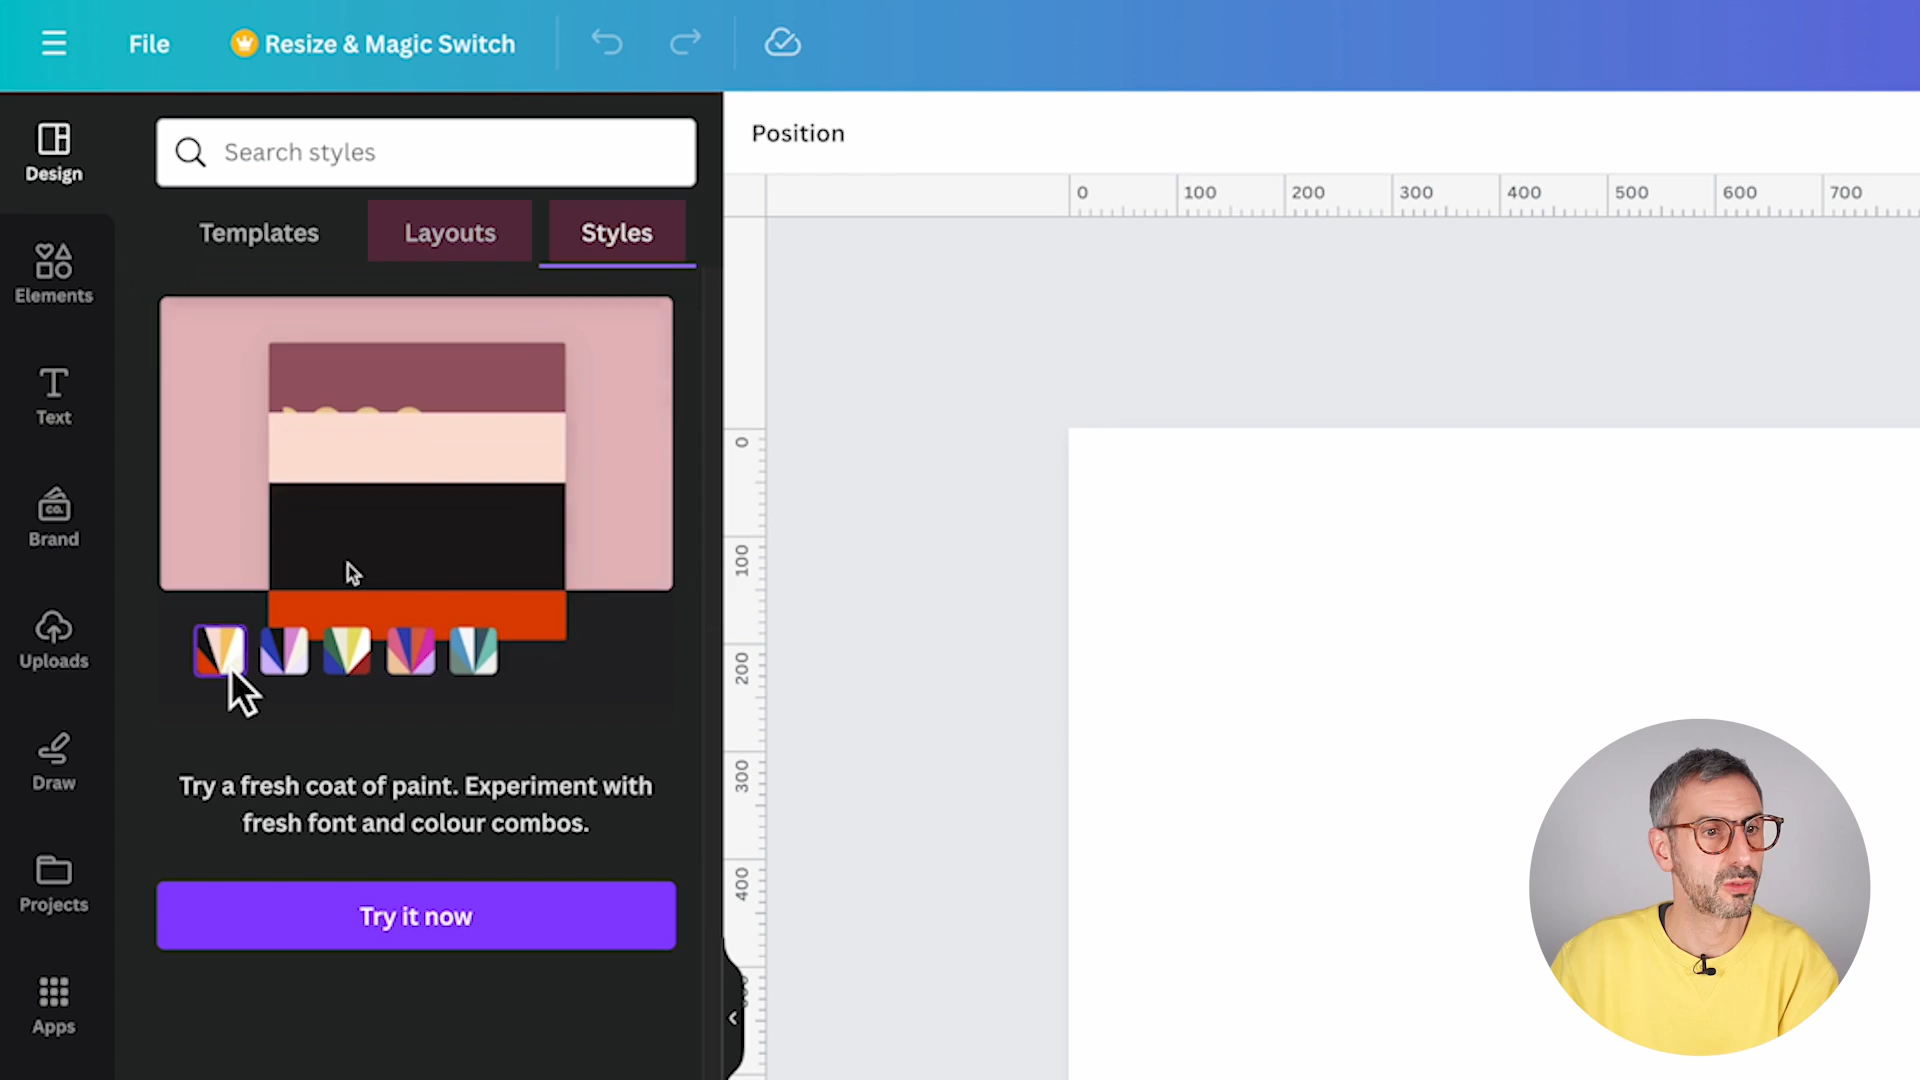 File
Resize & Magic Switch
Design
Search styles
Position
Templates
Layouts
Styles
0
100
200
300
400
500
600
700
Elements
Text
CO.
Brand
Uploads
Draw
Projects
Apps
0
100
200
300
400
Try a fresh coat of paint. Experiment with
fresh font and colour combos.
Try it now